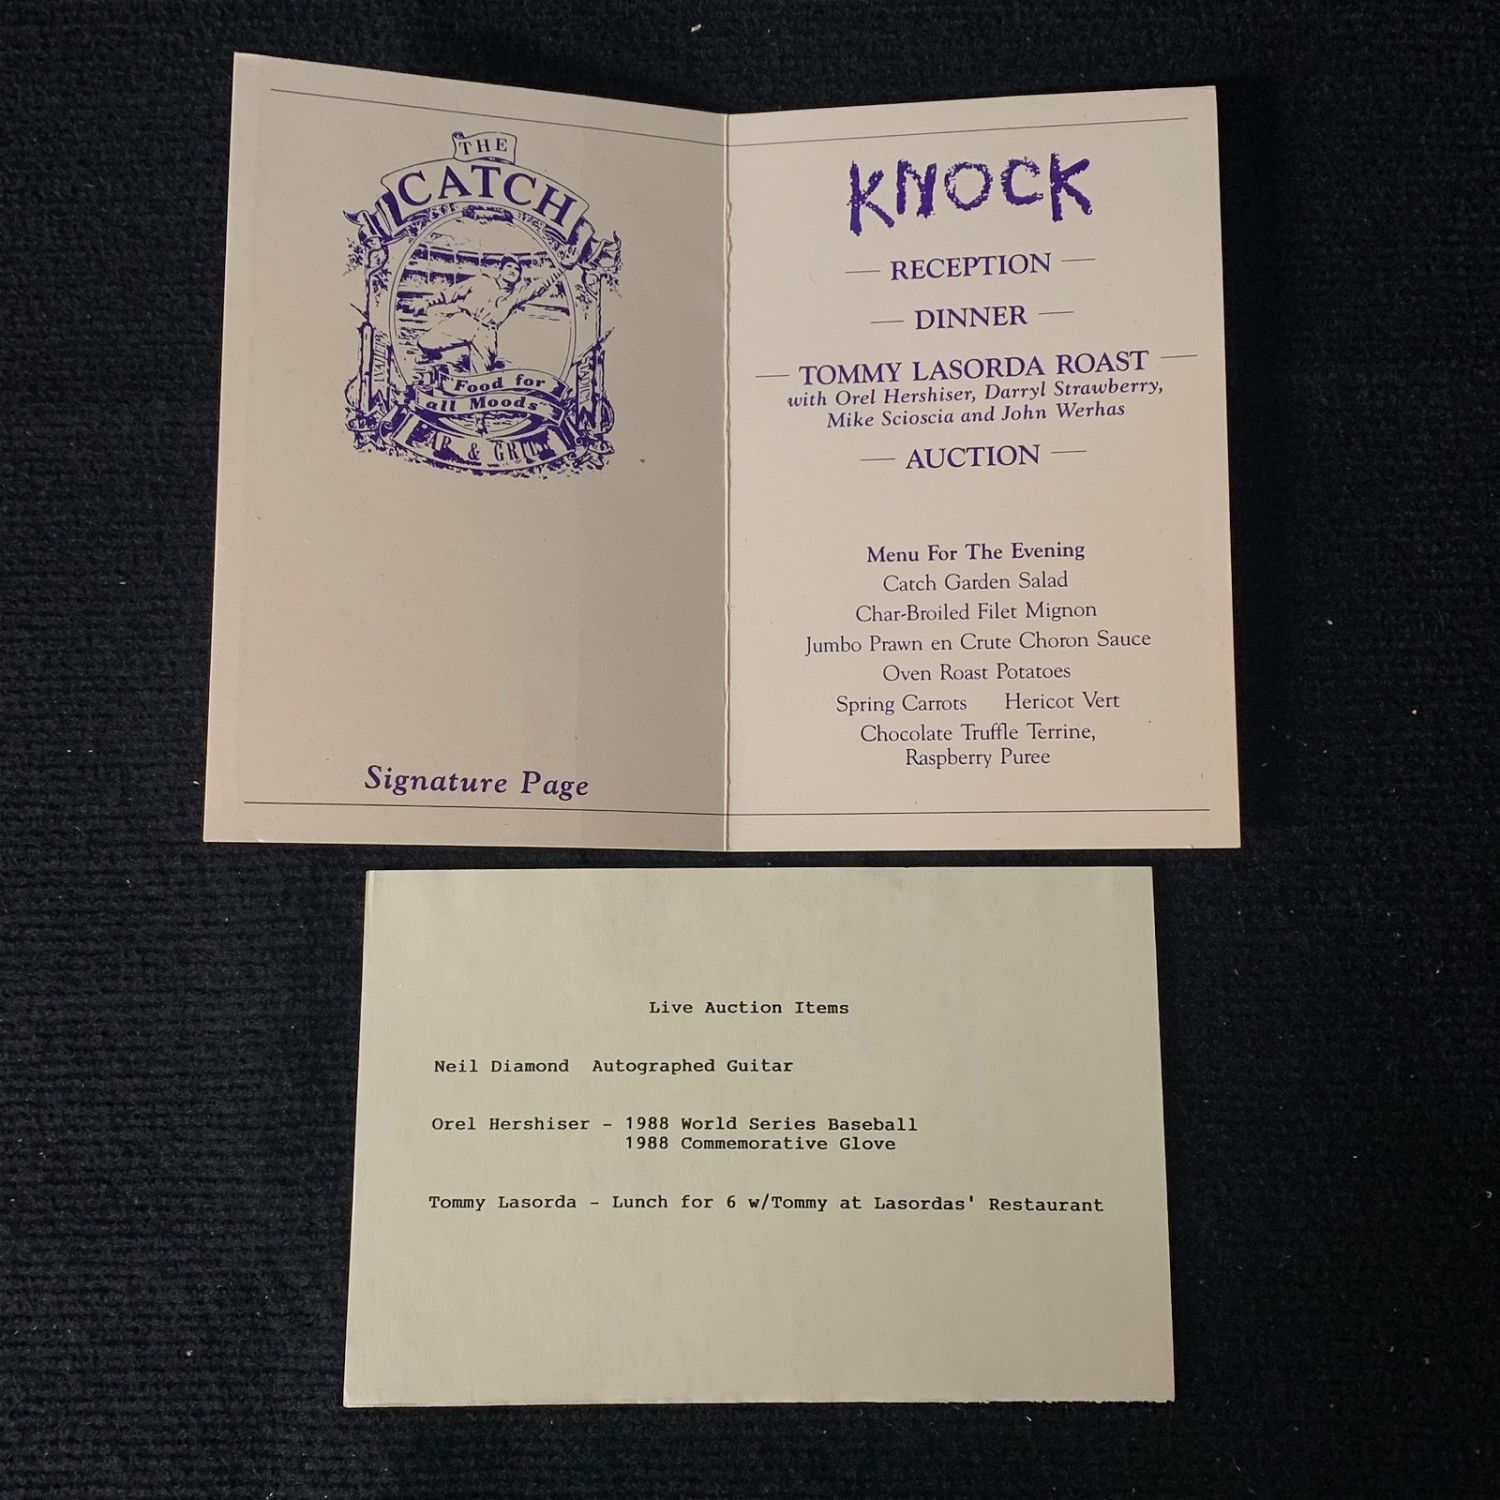 THE
CATCH
"Food for
all Moods"
BAR & GRILL
Signature Page
KNOCK
RECEPTION
DINNER
TOMMY LASORDA ROAST
with Orel Hershiser, Darryl Strawberry,
Mike Scioscia and John Werhas
AUCTION
Menu For The Evening
Catch Garden Salad
Char-Broiled Filet Mignon
Jumbo Prawn en Crute Choron Sauce
Oven Roast Potatoes
Spring Carrots Hericot Vert
Chocolate Truffle Terrine,
Raspberry Puree
Live Auction Items
Neil Diamond Autographed Guitar
Orel Hershiser - 1988 World Series Baseball
1988 Commemorative Glove
Tommy Lasorda - Lunch for 6 w/Tommy at Lasordas' Restaurant